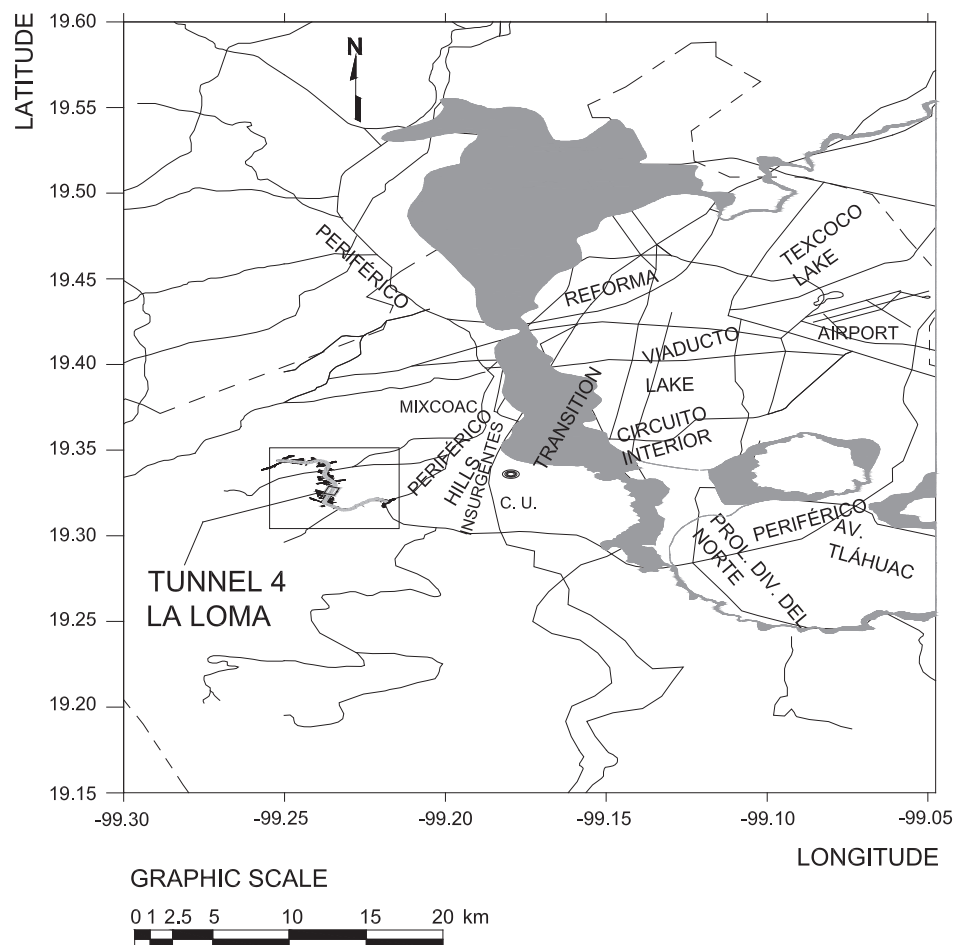 LATITUDE
19.60
19.55
19.50
19.45
19.40
19.35
19.30
19.25
19.20
19.15
N
PERIFÉRICO
TEXCOCO
LAKE
REFORMA
AIRPORT
VIADUCTO
LAKE
MIXCOAC
PERIFÉRICO
HILLS
INSURGENTES
TRANSITION
CIRCUITO
INTERIOR
C. U.
PERIFÉRICO
AV.
TLÁHUAC
PROL. DIV. DEL
NORTE
TUNNEL 4
LA LOMA
-99.30
-99.25
-99.20
-99.15
-99.10
-99.05
LONGITUDE
GRAPHIC SCALE
0 1 2.5 5 10 15 20 km